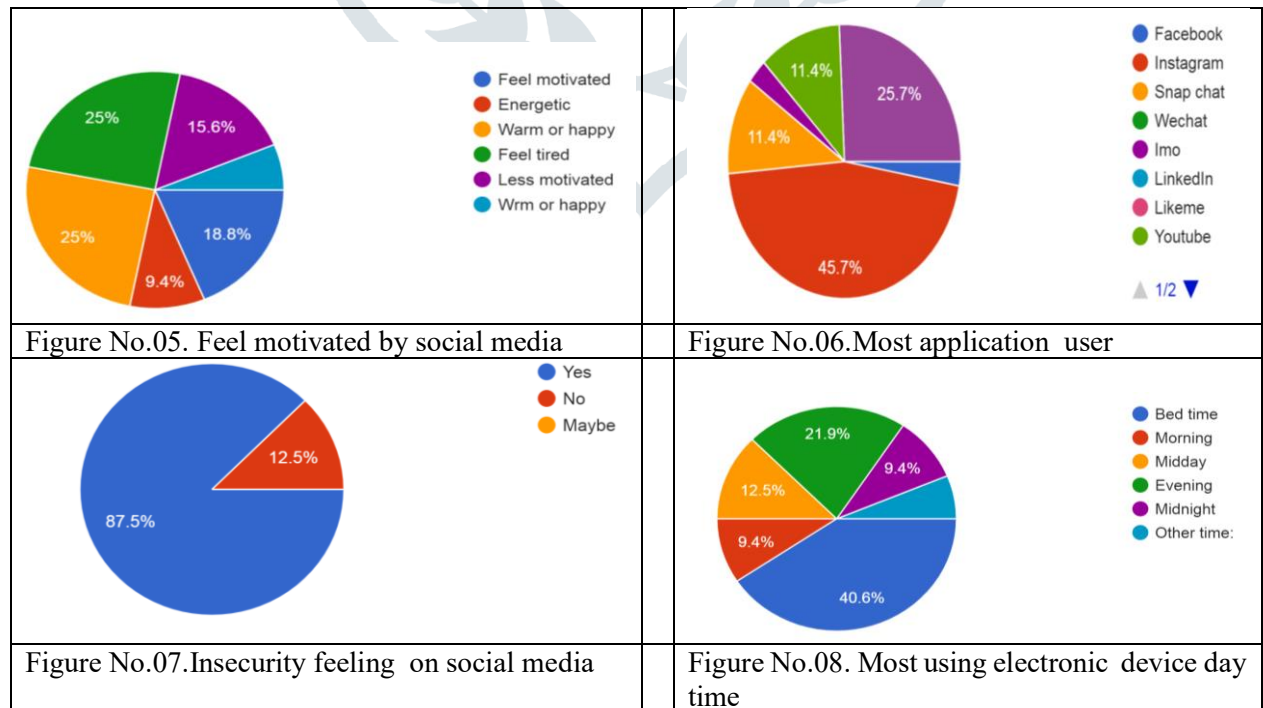 25%
15.6%
25%
18.8%
9.4%
Feel motivated
Energetic
Warm or happy
Feel tired
Less motivated
Wrm or happy
11.4%
25.7%
11.4%
45.7%
Facebook
Instagram
Snap chat
Wechat
Imo
LinkedIn
Likeme
Youtube
1/2
Figure No.05. Feel motivated by social media
Figure No.06.Most application user
12.5%
87.5%
Yes
No
Maybe
21.9%
9.4%
12.5%
9.4%
40.6%
Bed time
Morning
Midday
Evening
Midnight
Other time:
Figure No.07.Insecurity feeling on social media
Figure No.08. Most using electronic device day
time